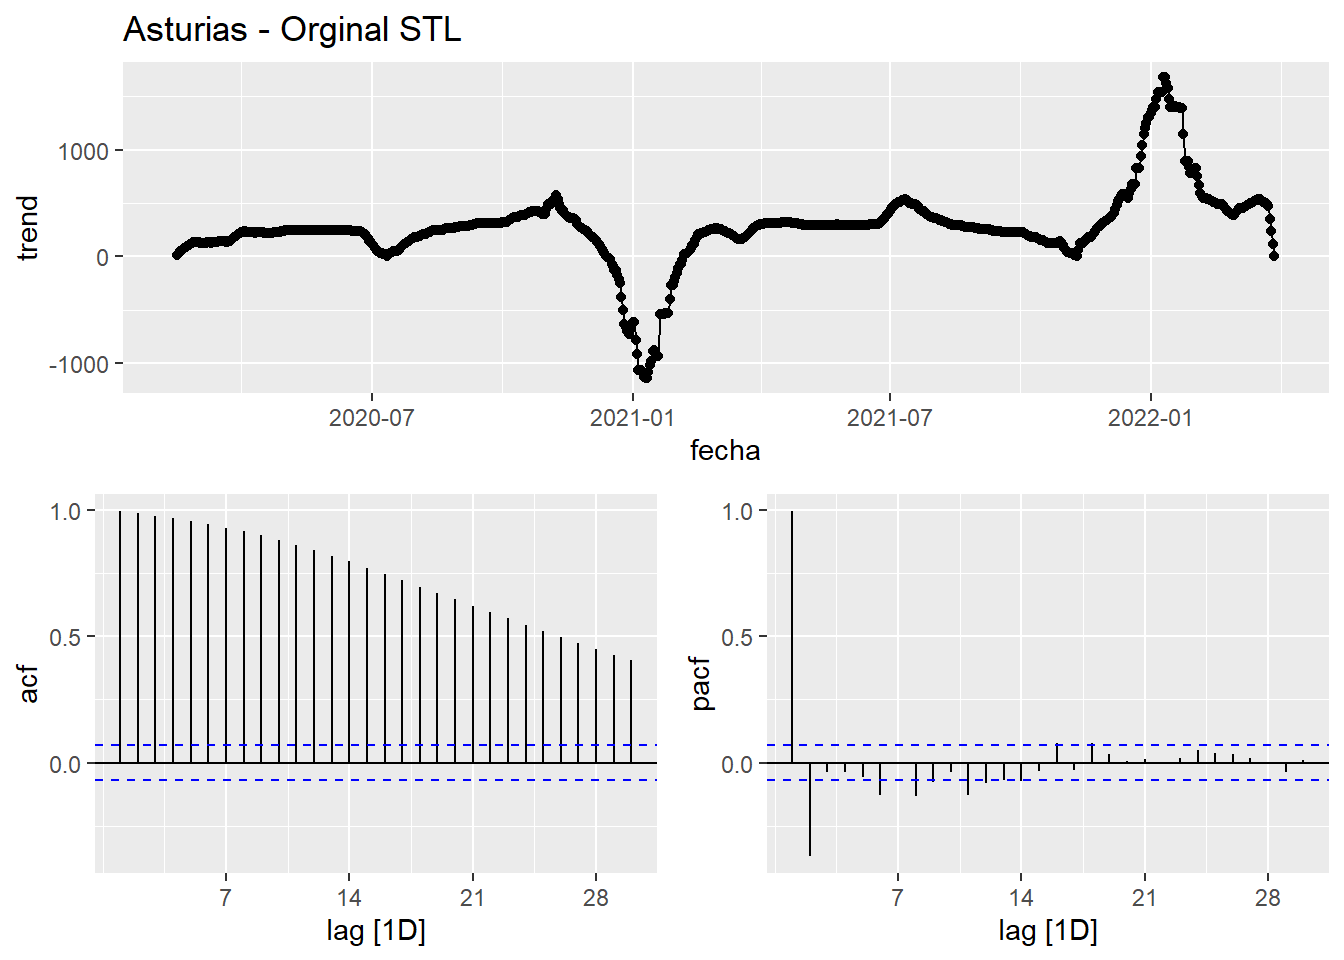 Asturias - Orginal STL
trend
1000
0
-1000
2020-07 2021-01 2021-07 2022-01
fecha
acf
1.0
0.5
0.0
7 14 21 28
lag [1D]
pacf
1.0
0.5
0.0
7 14 21 28
lag [1D]